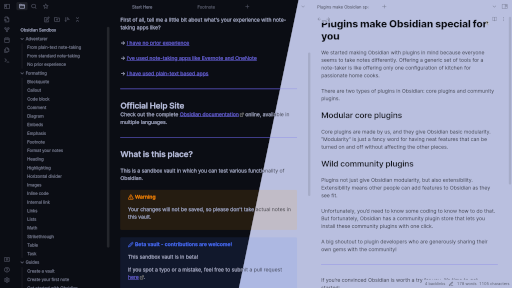 Start Here
Footnote
Plugins make Obsidian sp
Obsidian Sandbox
Adventurer
From plain-text note-taking
From standard note-taking
No prior experience
Formatting
Blockquote
Callout
Code block
Comment
Diagram
Embeds
Emphasis
Footnote
Format your notes
Heading
Highlighting
Horizontal divider
Images
Inline code
Internal link
Links
Lists
Math
Strikethrough
Table
Task
Guides
Create a vault
Create your first note
First of all, tell me a little bit about what's your experience with note-
taking apps?
→ I have no prior experience
→ I've used note-taking apps like Evernote and OneNote
→ I have used plain-text based apps
Official Help Site
Check out the complete Obsidian documentation online, available in
multiple languages.
What is this place?
This is a sandbox vault in which you can test various functionality of
Obsidian.
Warning
Your changes will not be saved, so please don't take actual notes in
this vault.
Beta vault - contributions are welcome!
This sandbox vault is in beta!
If you spot a typo or a mistake, feel free to submit a pull request
here.
Plugins make Obsidian special for
you
We started making Obsidian with plugins in mind because everyone
seems to take notes differently. Offering a generic set of tools for a
note-taker is like offering only one configuration of kitchen for
passionate home cooks.
There are two types of plugins in Obsidian: core plugins and community
plugins.
Modular core plugins
Core plugins are made by us, and they give Obsidian basic modularity.
"Modularity" is just a fancy word for having neat features that can be
turned on and off without affecting the other parts.
Wild community plugins
Plugins not just give Obsidian modularity, but also extensibility.
Extensibility means other people can add features to Obsidian as they
see fit.
Unfortunately, you'd need to know some coding to know how to do that.
But fortunately, Obsidian has a community plugin store that lets you
install these community plugins with one click.
A big shoutout to plugin developers who are generously sharing their
own gems with the community!
If you're convinced Obsidian is worth a try